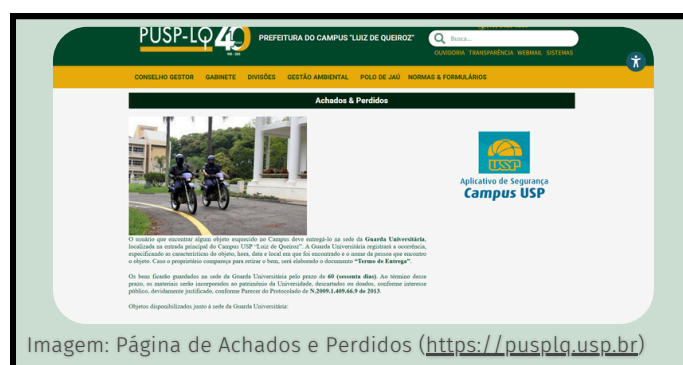 PUSP-LQ 40
PREFEITURA DO CAMPUS "LUIZ DE QUEIROZ"
Busca...
OUVIDORIA TRANSPARÊNCIA WEBMAIL SISTEMAS
CONSELHO GESTOR GABINETE DIVISÕES GESTÃO AMBIENTAL POLO DE JAÚ NORMAS & FORMULÁRIOS
Achados & Perdidos
USP
Aplicativo de Segurança
Campus USP
O usuário que encontrar algum objeto esquecido no Campus deve entregá-lo na sede da Guarda Universitária,
localizada na entrada principal do Campus USP "Luiz de Queiroz". A Guarda Universitária registrará a ocorrência,
especificando as características do objeto, hora, data e local em que foi encontrado e o nome da pessoa que encontrou
o objeto. Caso o proprietário compareça para retirar o bem, será elaborado o documento "Termo de Entrega".
Os bens ficarão guardados na sede da Guarda Universitária pelo prazo de 60 (sessenta dias). Ao término desse
prazo, os materiais serão incorporados ao patrimônio da Universidade, descartados ou doados, conforme interesse
público, devidamente justificado, conforme Parecer do Protocolado de N.2009.1.409.66.9 de 2013.
Objetos disponibilizados junto à sede da Guarda Universitária:
Imagem: Página de Achados e Perdidos (https://pusplq.usp.br)